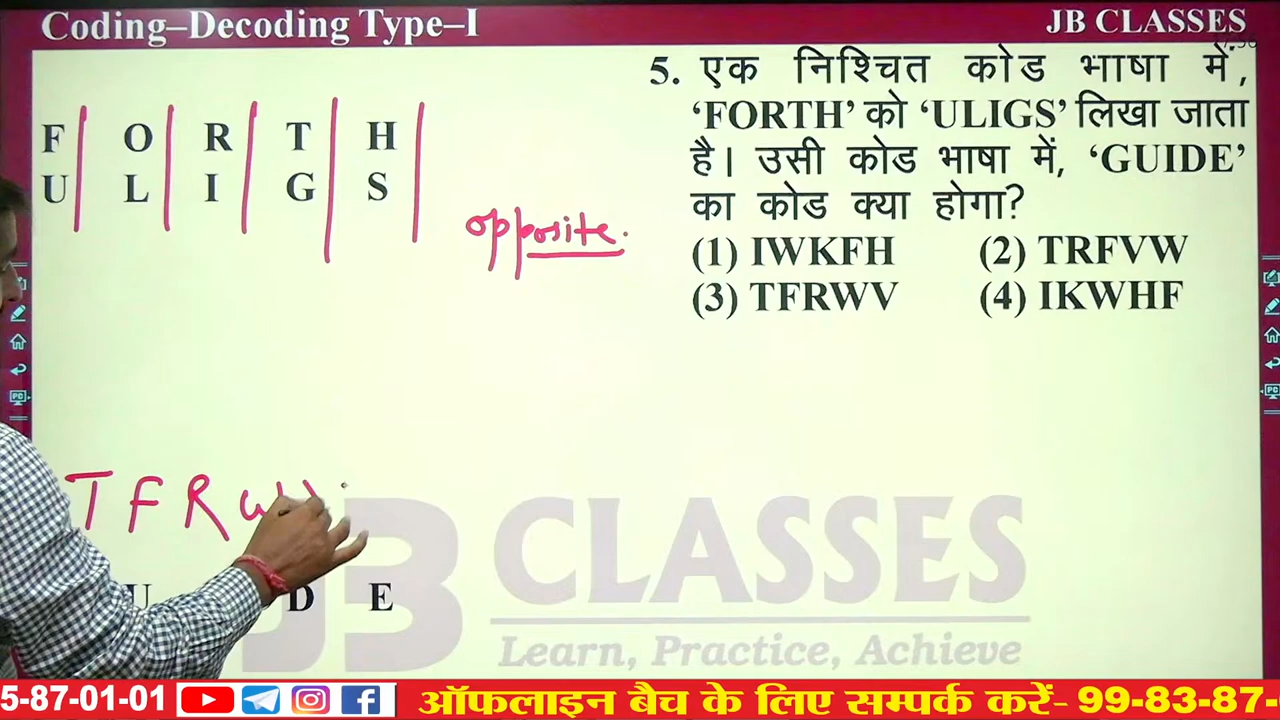 Coding–Decoding Type–I
JB CLASSES
F O R T H
U L I G S
opposite.
5. एक निश्चित कोड भाषा में,
‘FORTH’ को ‘ULIGS’ लिखा जाता
है। उसी कोड भाषा में, ‘GUIDE’
का कोड क्या होगा?
(1) IWKFH (2) TRFVW
(3) TFRWV (4) IKWHF
T F R W
U D E
JB CLASSES
Learn, Practice, Achieve
5-87-01-01
ऑफलाइन बैच के लिए सम्पर्क करें- 99-83-87-